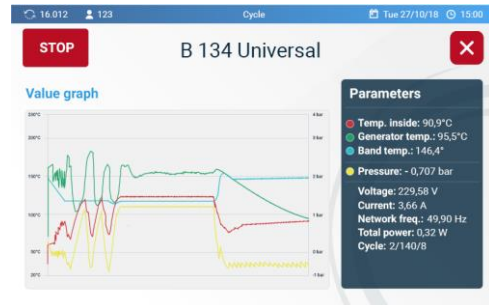 16.012 123 Cycle Tue 27/10/18 15:00
STOP
B 134 Universal
Value graph
Parameters
Temp. inside: 90,9°C
Generator temp.: 95,5°C
Band temp.: 146,4°
Pressure: - 0,707 bar
Voltage: 229,58 V
Current: 3,66 A
Network freq.: 49,90 Hz
Total power: 0,32 W
Cycle: 2/140/8
150°C
100°C
4 bar
3 bar
2 bar
1 bar
0 bar
-1 bar